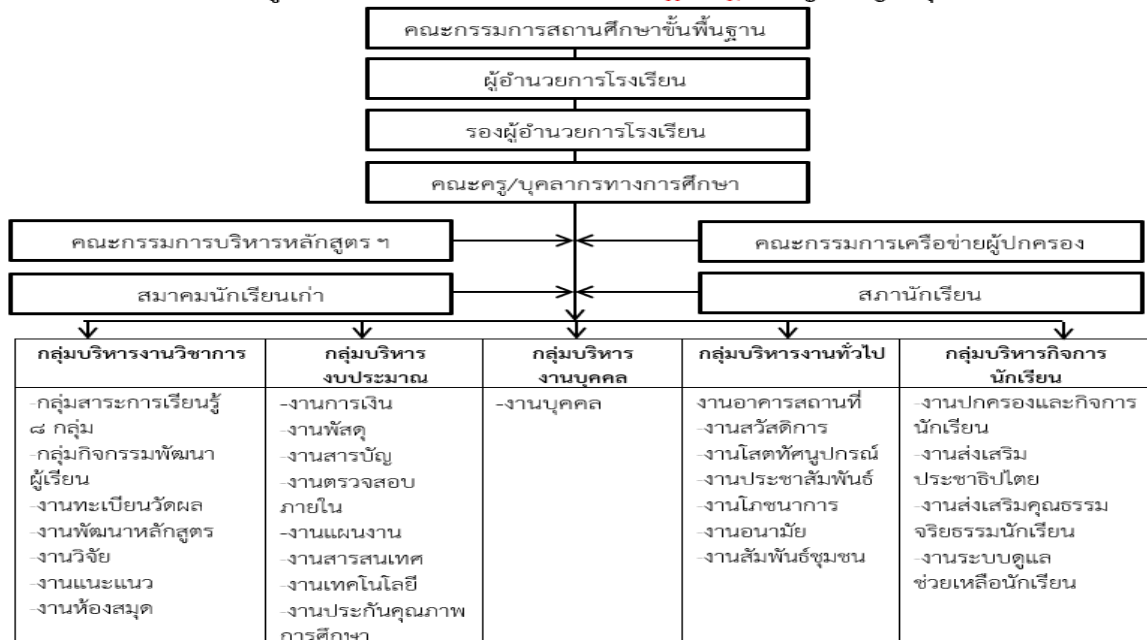 คณะกรรมการสถานศึกษาขั้นพื้นฐาน
ผู้อำนวยการโรงเรียน
รองผู้อำนวยการโรงเรียน
คณะครู/บุคลากรทางการศึกษา
คณะกรรมการบริหารหลักสูตร ฯ
คณะกรรมการเครือข่ายผู้ปกครอง
สมาคมนักเรียนเก่า
สภานักเรียน
กลุ่มบริหารงานวิชาการ
-กลุ่มสาระการเรียนรู้
๘ กลุ่ม
-กลุ่มกิจกรรมพัฒนา
ผู้เรียน
-งานทะเบียนวัดผล
-งานพัฒนาหลักสูตร
-งานวิจัย
-งานแนะแนว
-งานห้องสมุด
กลุ่มบริหาร
งบประมาณ
-งานการเงิน
-งานพัสดุ
-งานสารบัญ
-งานตรวจสอบ
ภายใน
-งานแผนงาน
-งานสารสนเทศ
-งานเทคโนโลยี
-งานประกันคุณภาพ
การศึกษา
กลุ่มบริหาร
งานบุคคล
-งานบุคคล
กลุ่มบริหารงานทั่วไป
งานอาคารสถานที่
-งานสวัสดิการ
-งานโสตทัศนูปกรณ์
-งานประชาสัมพันธ์
-งานโภชนาการ
-งานอนามัย
-งานสัมพันธ์ชุมชน
กลุ่มบริหารกิจการ
นักเรียน
-งานปกครองและกิจการ
นักเรียน
-งานส่งเสริม
ประชาธิปไตย
-งานส่งเสริมคุณธรรม
จริยธรรมนักเรียน
-งานระบบดูแล
ช่วยเหลือนักเรียน